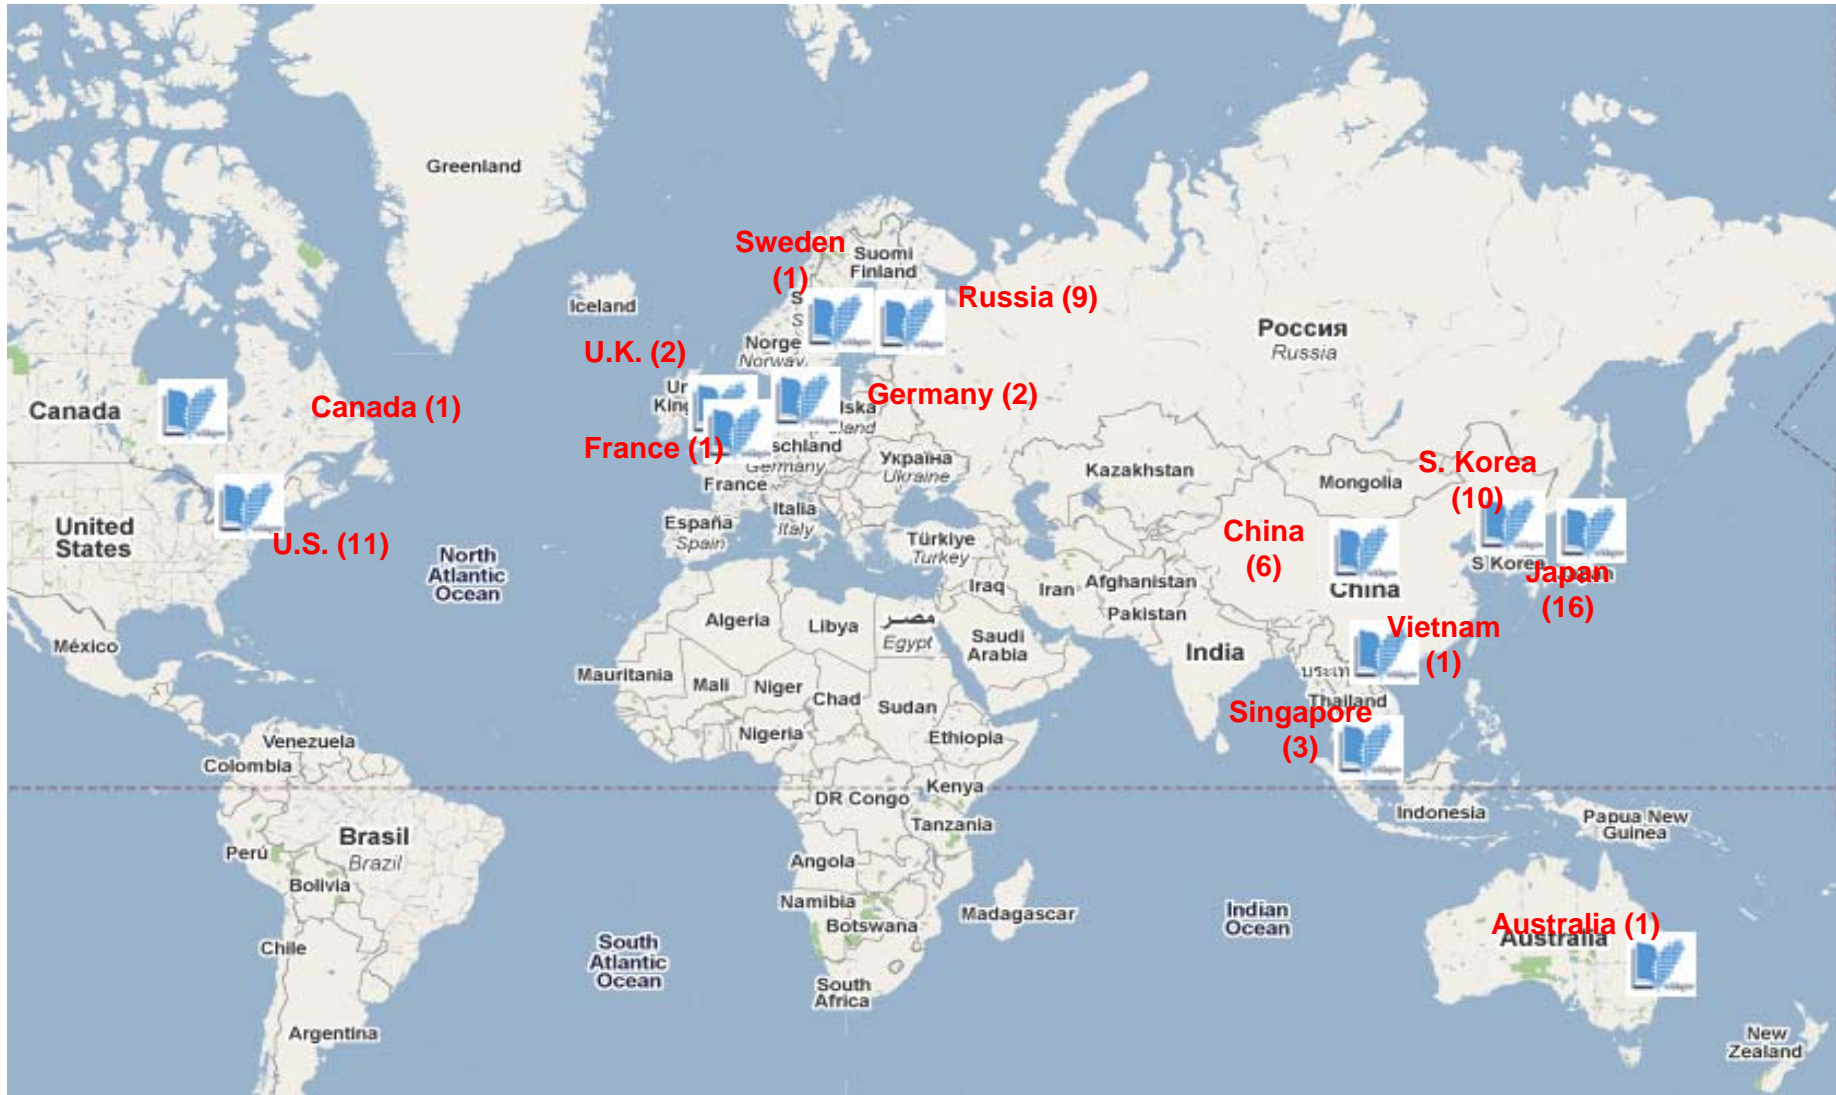 Greenland
Sweden
(1)
Suomi
Finland
Iceland
Russia (9)
Россия
Russia
Norge
Norway
U.K. (2)
Canada
Canada (1)
Germany (2)
France (1)
schland
Germany
Україна
Ukraine
France
Kazakhstan
Mongolia
S. Korea
(10)
United
States
U.S. (11)
North
Atlantic
Ocean
España
Spain
Italia
Italy
Türkiye
Turkey
China
(6)
S Korea
Japan
(16)
China
Iraq
Iran
Afghanistan
Pakistan
México
Algeria
Libya
مصر
Egypt
Saudi
Arabia
India
Vietnam
(1)
Mauritania
Mali
Niger
Chad
Sudan
Thailand
Singapore
(3)
Nigeria
Ethiopia
Venezuela
Colombia
Kenya
DR Congo
Tanzania
Indonesia
Papua New
Guinea
Brasil
Brazil
Perú
Bolivia
Angola
Namibia
Botswana
Madagascar
Indian
Ocean
Australia (1)
Australia
Chile
South
Atlantic
Ocean
South
Africa
Argentina
New
Zealand